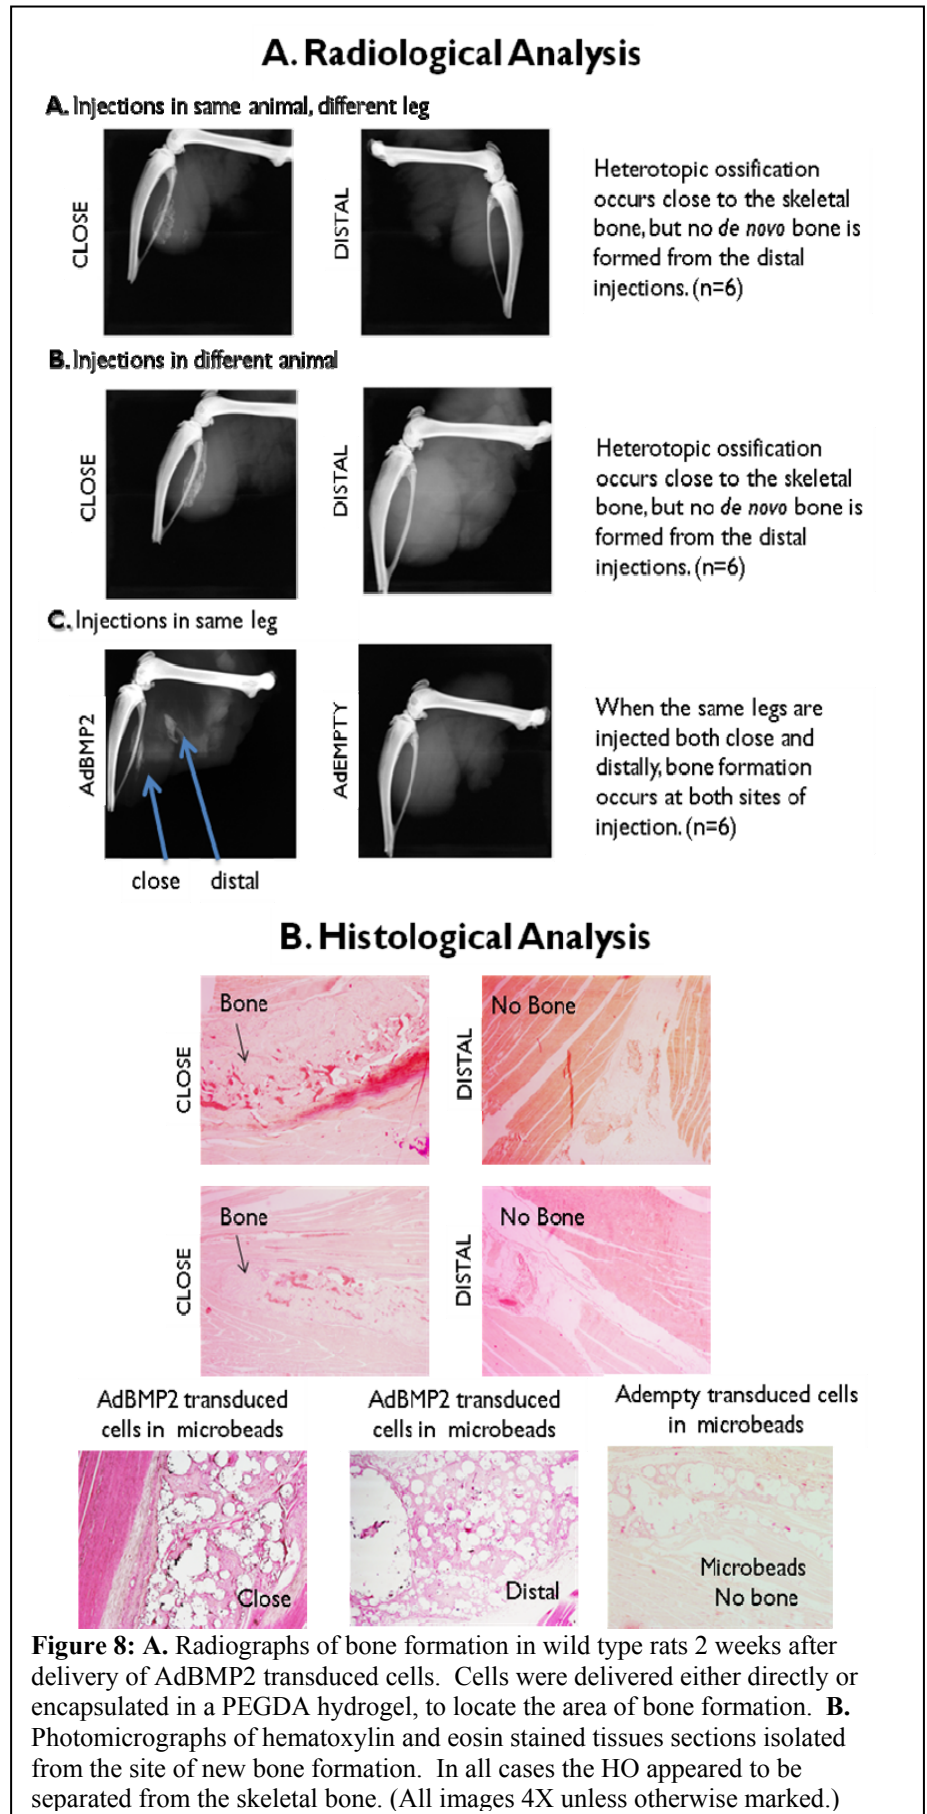 A. Radiological Analysis
A. Injections in same animal, different leg
CLOSE
DISTAL
Heterotopic ossification
occurs close to the skeletal
bone, but no de novo bone is
formed from the distal
injections. (n=6)
B. Injections in different animal
CLOSE
DISTAL
Heterotopic ossification
occurs close to the skeletal
bone, but no de novo bone is
formed from the distal
injections. (n=6)
C. Injections in same leg
AdBMP2
AdEMPTY
When the same legs are
injected both close and
distally, bone formation
occurs at both sites of
injection. (n=6)
close distal
B. Histological Analysis
CLOSE
Bone
DISTAL
No Bone
CLOSE
Bone
DISTAL
No Bone
AdBMP2 transduced
cells in microbeads
Close
AdBMP2 transduced
cells in microbeads
Distal
Adempty transduced cells
in microbeads
Microbeads
No bone
Figure 8: A. Radiographs of bone formation in wild type rats 2 weeks after
delivery of AdBMP2 transduced cells. Cells were delivered either directly or
encapsulated in a PEGDA hydrogel, to locate the area of bone formation. B.
Photomicrographs of hematoxylin and eosin stained tissues sections isolated
from the site of new bone formation. In all cases the HO appeared to be
separated from the skeletal bone. (All images 4X unless otherwise marked.)